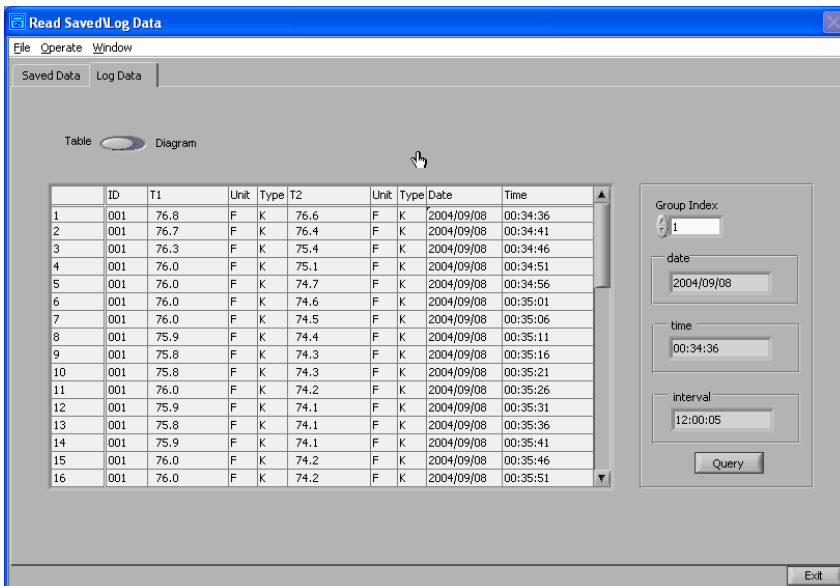 Read Saved\Log Data
File Operate Window
Saved Data Log Data
Table Diagram
ID T1 Unit Type T2 Unit Type Date Time
1 001 76.8 F K 76.6 F K 2004/09/08 00:34:36
2 001 76.7 F K 76.4 F K 2004/09/08 00:34:41
3 001 76.3 F K 75.4 F K 2004/09/08 00:34:46
4 001 76.0 F K 75.1 F K 2004/09/08 00:34:51
5 001 76.0 F K 74.7 F K 2004/09/08 00:34:56
6 001 76.0 F K 74.6 F K 2004/09/08 00:35:01
7 001 76.0 F K 74.5 F K 2004/09/08 00:35:06
8 001 75.9 F K 74.4 F K 2004/09/08 00:35:11
9 001 75.8 F K 74.3 F K 2004/09/08 00:35:16
10 001 75.8 F K 74.3 F K 2004/09/08 00:35:21
11 001 76.0 F K 74.2 F K 2004/09/08 00:35:26
12 001 75.9 F K 74.1 F K 2004/09/08 00:35:31
13 001 75.8 F K 74.1 F K 2004/09/08 00:35:36
14 001 75.9 F K 74.1 F K 2004/09/08 00:35:41
15 001 76.0 F K 74.2 F K 2004/09/08 00:35:46
16 001 76.0 F K 74.2 F K 2004/09/08 00:35:51
Group Index
1
date
2004/09/08
time
00:34:36
interval
12:00:05
Query
Exit